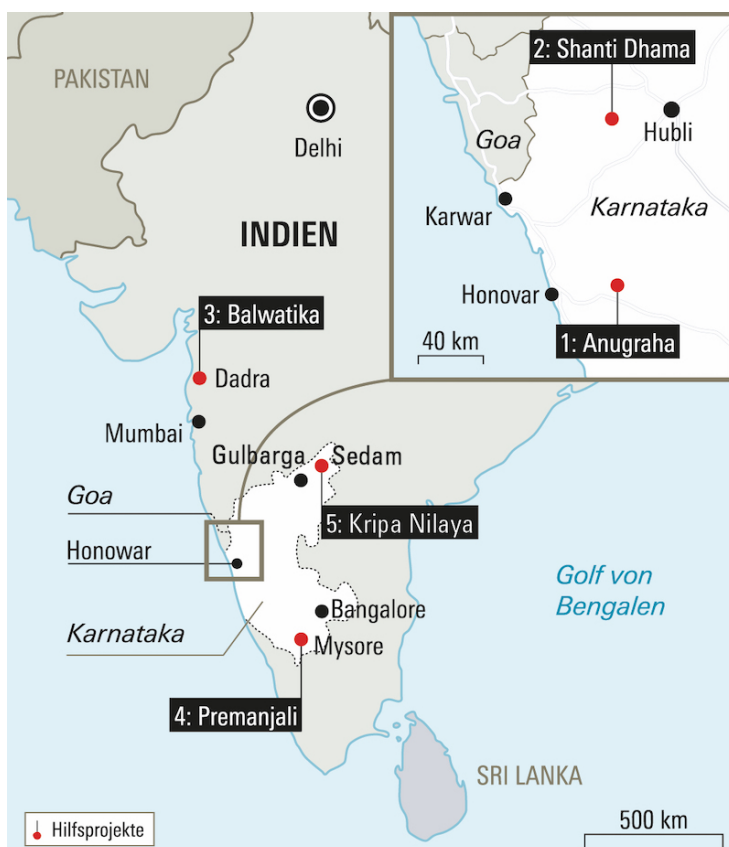 PAKISTAN
Delhi
INDIEN
2: Shanti Dhama
Hubli
Goa
Karwar
Karnataka
Honovar
40 km
1: Anugraha
3: Balwatika
Dadra
Mumbai
Gulbarga
Sedam
Goa
5: Kripa Nilaya
Honowar
Golf von
Bengalen
Bangalore
Karnataka
Mysore
4: Premanjali
SRI LANKA
Hilfsprojekte
500 km